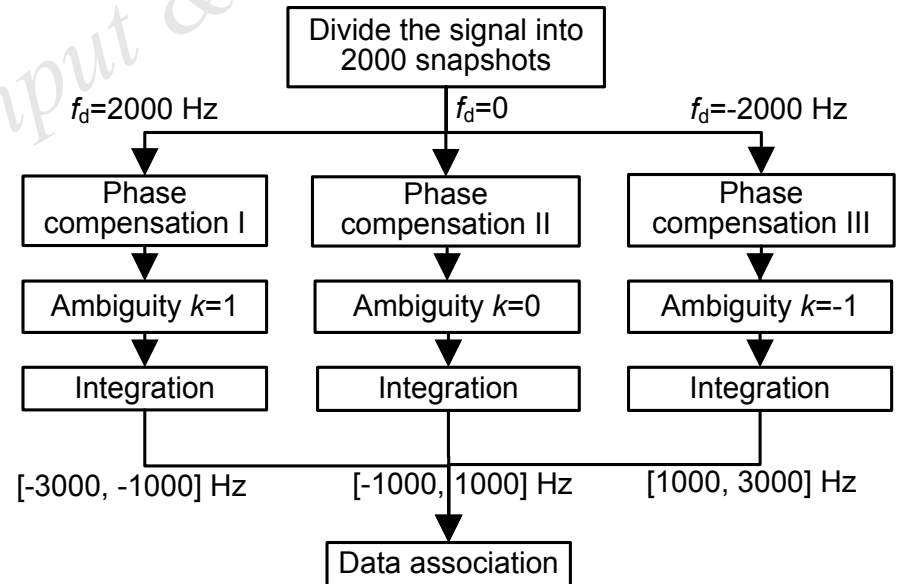 Divide the signal into
2000 snapshots
fd=2000 Hz
fd=0
fd=-2000 Hz
Phase
compensation I
Phase
compensation II
Phase
compensation III
Ambiguity k=1
Ambiguity k=0
Ambiguity k=-1
Integration
Integration
Integration
[-3000, -1000] Hz
[-1000, 1000] Hz
[1000, 3000] Hz
Data association